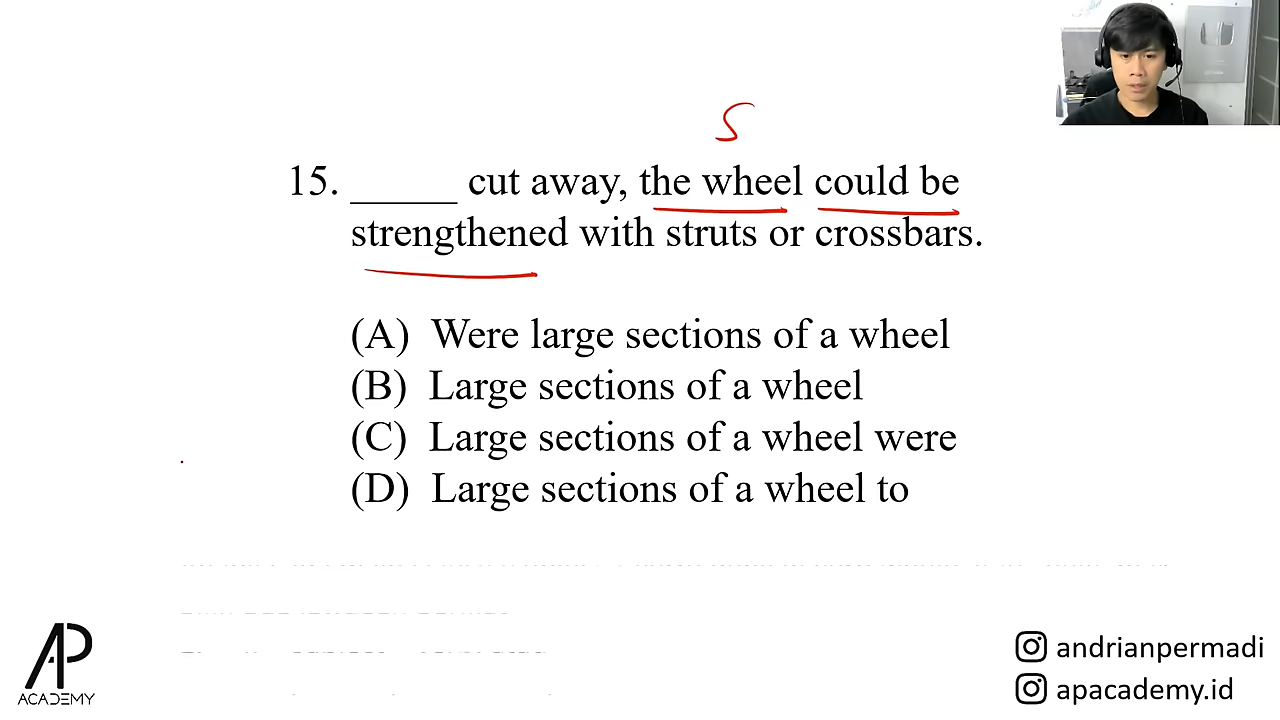 S
15. _____ cut away, the wheel could be
strengthened with struts or crossbars.
(A) Were large sections of a wheel
(B) Large sections of a wheel
(C) Large sections of a wheel were
(D) Large sections of a wheel to
AP
ACADEMY
andrianpermadi
apacademy.id